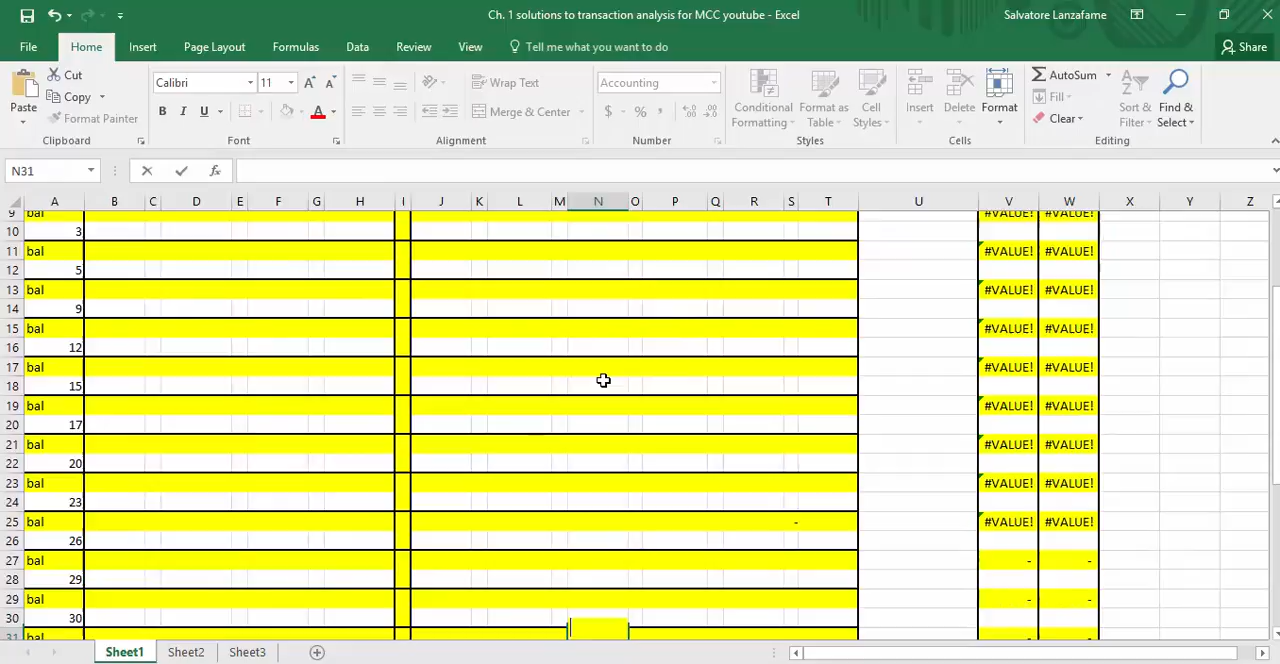 Ch. 1 solutions to transaction analysis for MCC youtube - Excel
Salvatore Lanzafame
File Home Insert Page Layout Formulas Data Review View Tell me what you want to do Share
Paste Cut Copy Format Painter Clipboard
Calibri 11 A A B I U A Font
Wrap Text Merge & Center Alignment
Accounting $ % , Number
Conditional Formatting Format as Table Cell Styles Styles
Insert Delete Format Cells
AutoSum Fill Clear Sort & Filter Find & Select Editing
N31 fx
A B C D E F G H I J K L M N O P Q R S T U V W X Y Z
9 bal #VALUE! #VALUE!
10 3
11 bal #VALUE! #VALUE!
12 5
13 bal #VALUE! #VALUE!
14 9
15 bal #VALUE! #VALUE!
16 12
17 bal #VALUE! #VALUE!
18 15
19 bal #VALUE! #VALUE!
20 17
21 bal #VALUE! #VALUE!
22 20
23 bal #VALUE! #VALUE!
24 23
25 bal - #VALUE! #VALUE!
26 26
27 bal - -
28 29
29 bal - -
30 30
31 bal - -
Sheet1 Sheet2 Sheet3